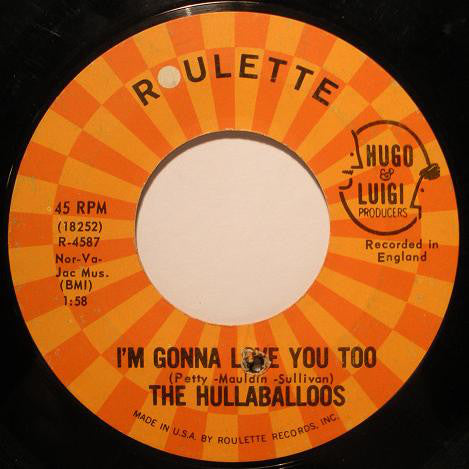 ROULETTE
HUGO
&
LUIGI
PRODUCERS
45 RPM
(18252)
R-4587
Nor-Va-
Jac Mus.
(BMI)
1:58
Recorded in
England
I'M GONNA LOVE YOU TOO
(Petty -Mauldin -Sullivan)
THE HULLABALLOOS
MADE IN U.S.A. BY ROULETTE RECORDS, INC.